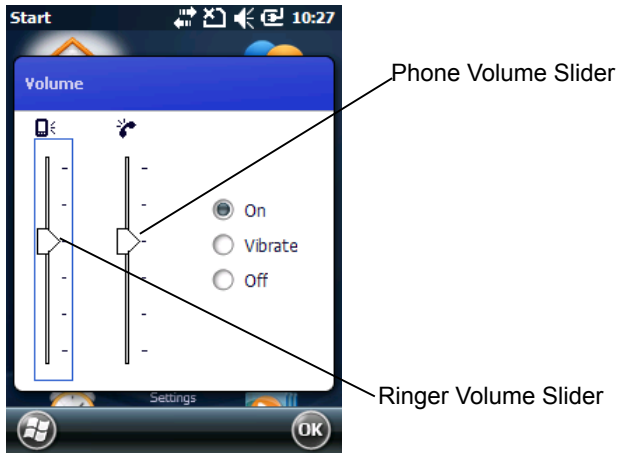 Start 10:27
Phone Volume Slider
Volume
On
Vibrate
Off
Ringer Volume Slider
Settings
OK